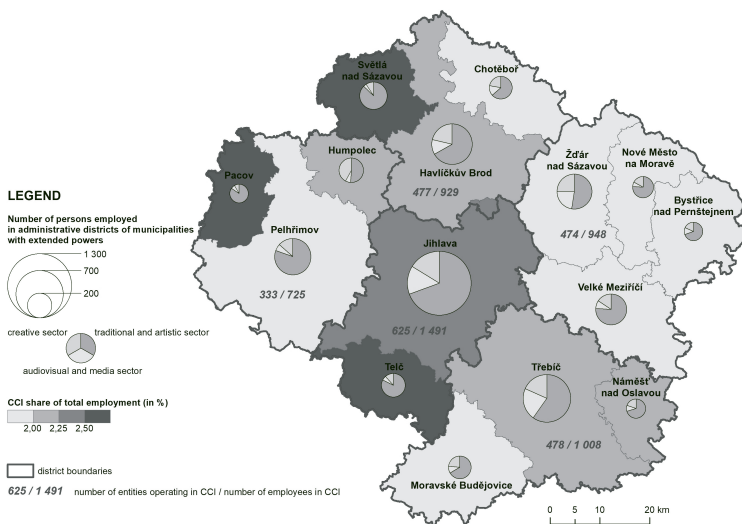 Světlá
nad Sázavou
Chotěboř
Humpolec
Havlíčkův Brod
477 / 929
Žďár
nad Sázavou
474 / 948
Nové Město
na Moravě
Bystřice
nad Pernštejnem
Pacov
Pelhřimov
333 / 725
Jihlava
625 / 1 491
Velké Meziříčí
Telč
Třebíč
478 / 1 008
Náměšť
nad Oslavou
Moravské Budějovice
LEGEND
Number of persons employed
in administrative districts of municipalities
with extended powers
1 300
700
200
creative sector
traditional and artistic sector
audiovisual and media sector
CCI share of total employment (in %)
2,00 2,25 2,50
district boundaries
625 / 1 491 number of entities operating in CCI / number of employees in CCI
0 5 10 20 km